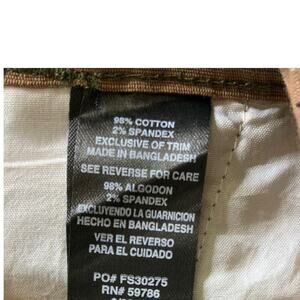 98% COTTON
2% SPANDEX
EXCLUSIVE OF TRIM
MADE IN BANGLADESH
SEE REVERSE FOR CARE
98% ALGODON
2% SPANDEX
EXCLUYENDO LA GUARNICION
HECHO EN BANGLADESH
VER EL REVERSO
PARA EL CUIDADO
PO# FS30275
RN# 59786